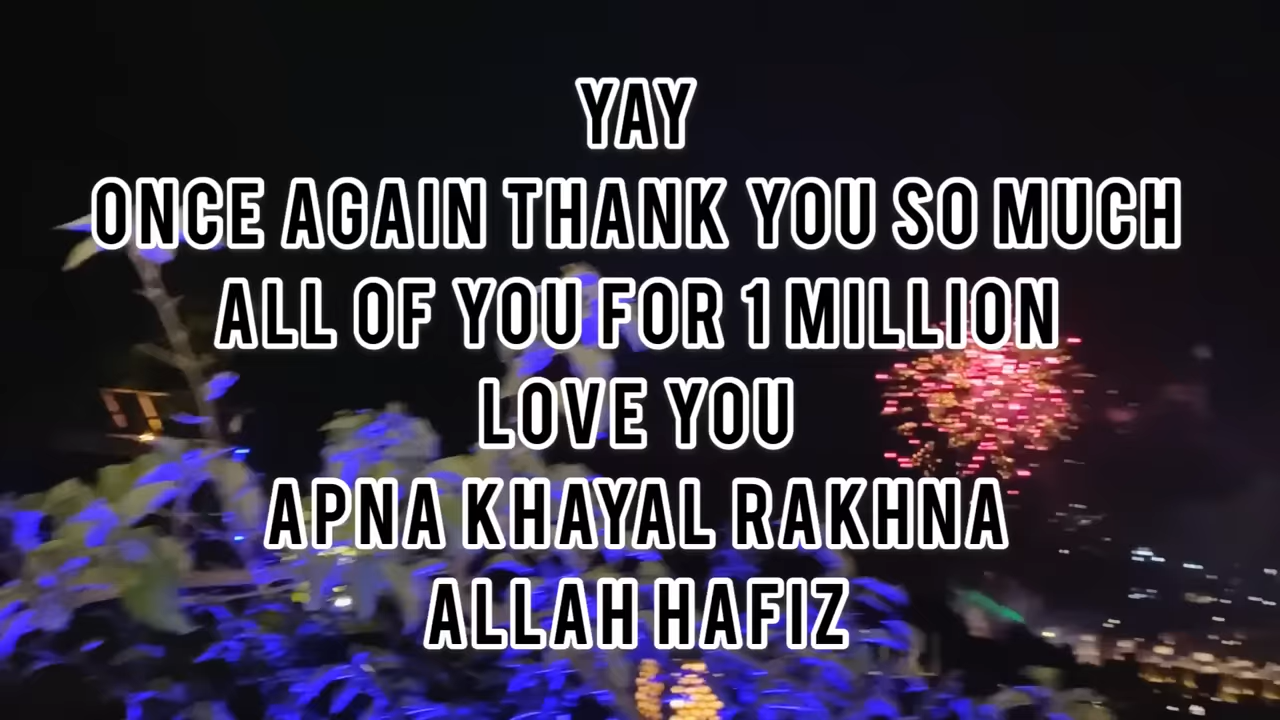 YAY
ONCE AGAIN THANK YOU SO MUCH
ALL OF YOU FOR 1 MILLION
LOVE YOU
APNA KHAYAL RAKHNA
ALLAH HAFIZ